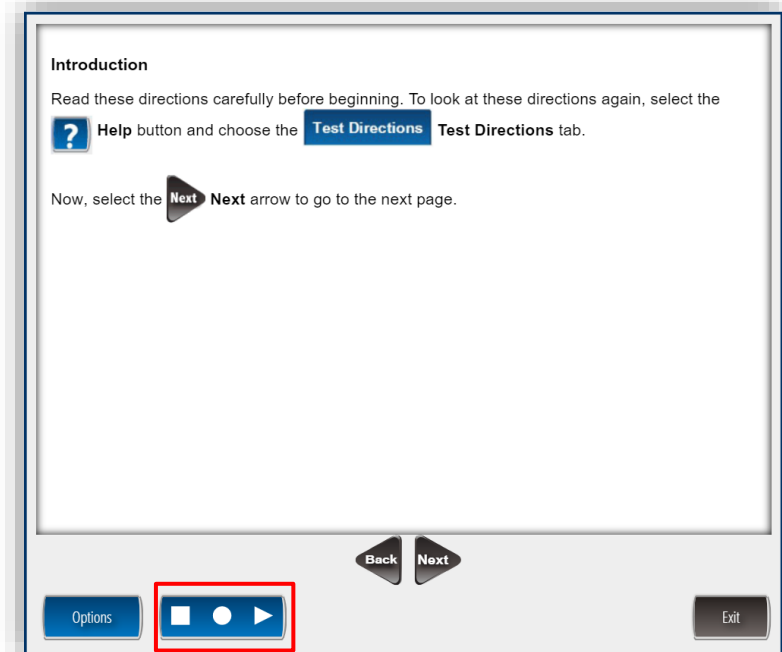 Introduction
Read these directions carefully before beginning. To look at these directions again, select the
? Help button and choose the Test Directions Test Directions tab.
Now, select the Next Next arrow to go to the next page.
Back Next
Options
Exit